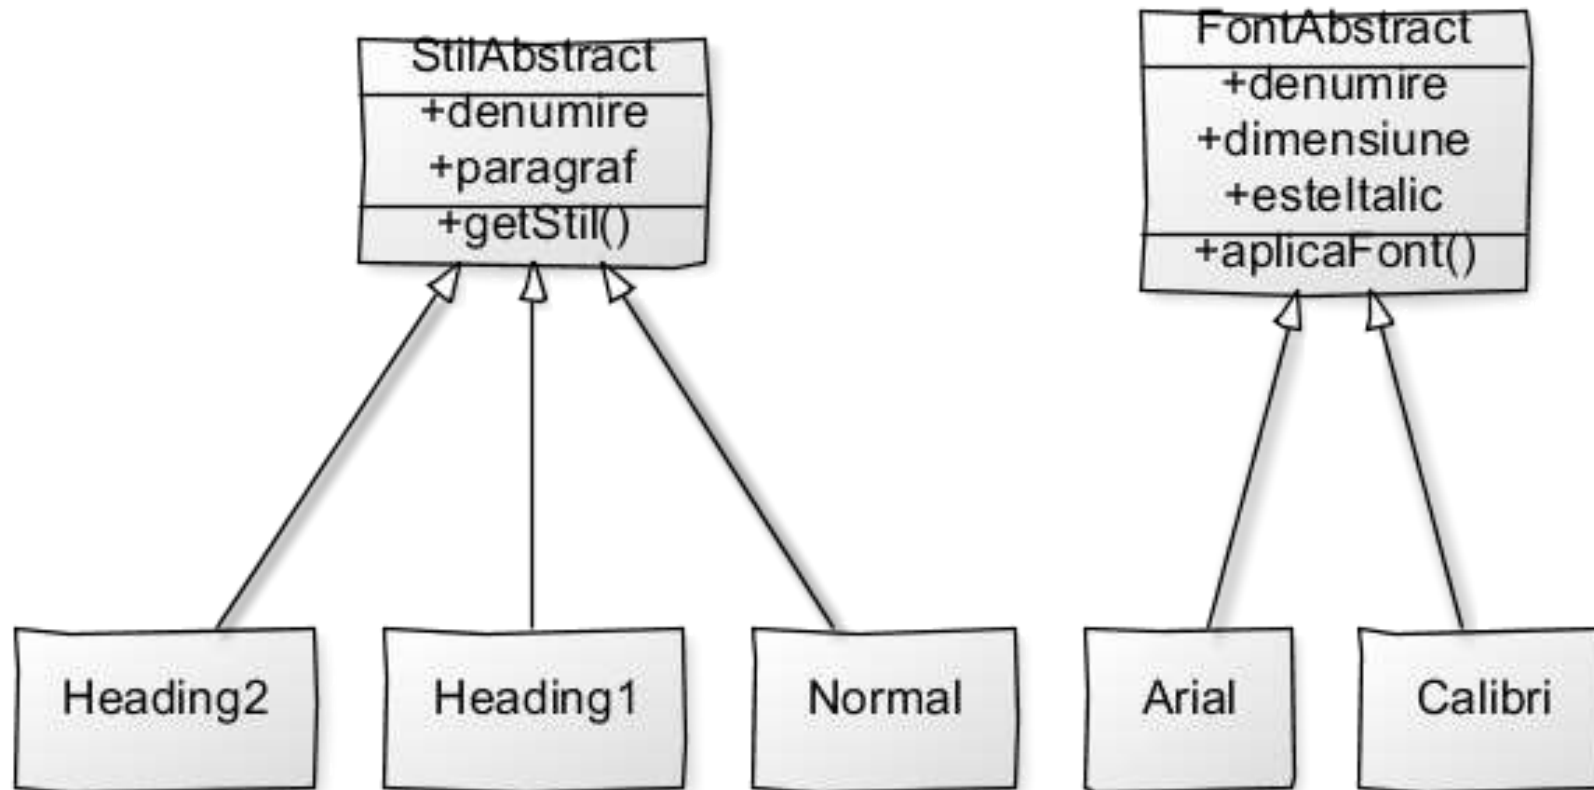 StilAbstract
+denumire
+paragraf
+getStil()
FontAbstract
+denumire
+dimensiune
+esteItalic
+aplicaFont()
Heading2
Heading1
Normal
Arial
Calibri